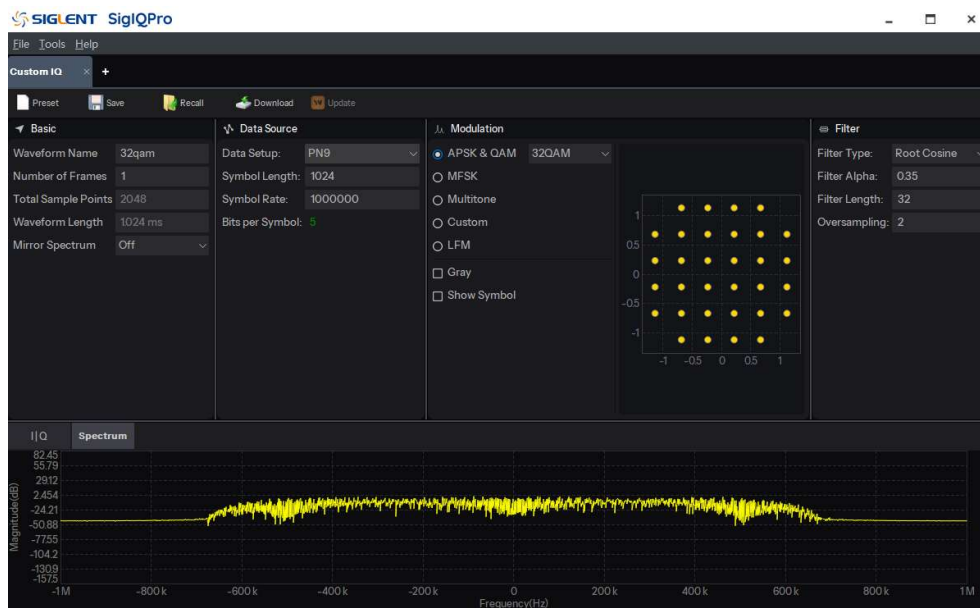 SIGLENT SigIQPro
File Tools Help
Custom IQ × +
Preset Save Recall Download Update
Basic
Waveform Name 32qam
Number of Frames 1
Total Sample Points 2048
Waveform Length 1.024 ms
Mirror Spectrum Off
Data Source
Data Setup: PN9
Symbol Length: 1024
Symbol Rate: 1000000
Bits per Symbol: 5
Modulation
APSK & QAM 32QAM
MFSK
Multitone
Custom
LFM
Gray
Show Symbol
1
0.5
0
-0.5
-1
-1 -0.5 0 0.5 1
Filter
Filter Type: Root Cosine
Filter Alpha: 0.35
Filter Length: 32
Oversampling: 2
I|Q Spectrum
Magnitude(dB)
82.45
55.79
29.12
2.454
-24.21
-50.88
-77.55
-104.2
-130.9
-157.5
-1M -800k -600k -400k -200k 0 200k 400k 600k 800k 1M
Frequency(Hz)